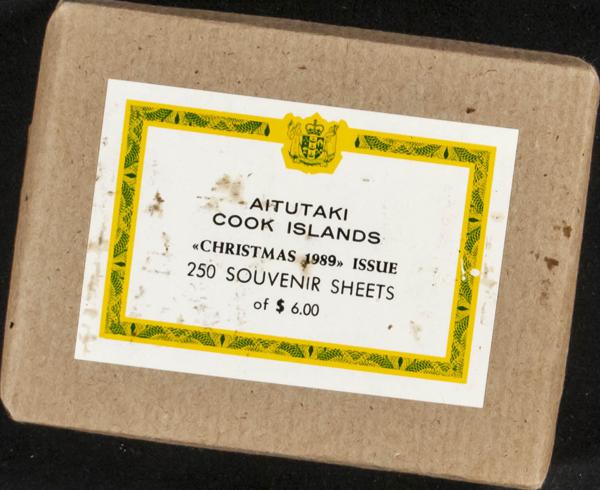 AITUTAKI
COOK ISLANDS
«CHRISTMAS 1989» ISSUE
250 SOUVENIR SHEETS
of $ 6.00